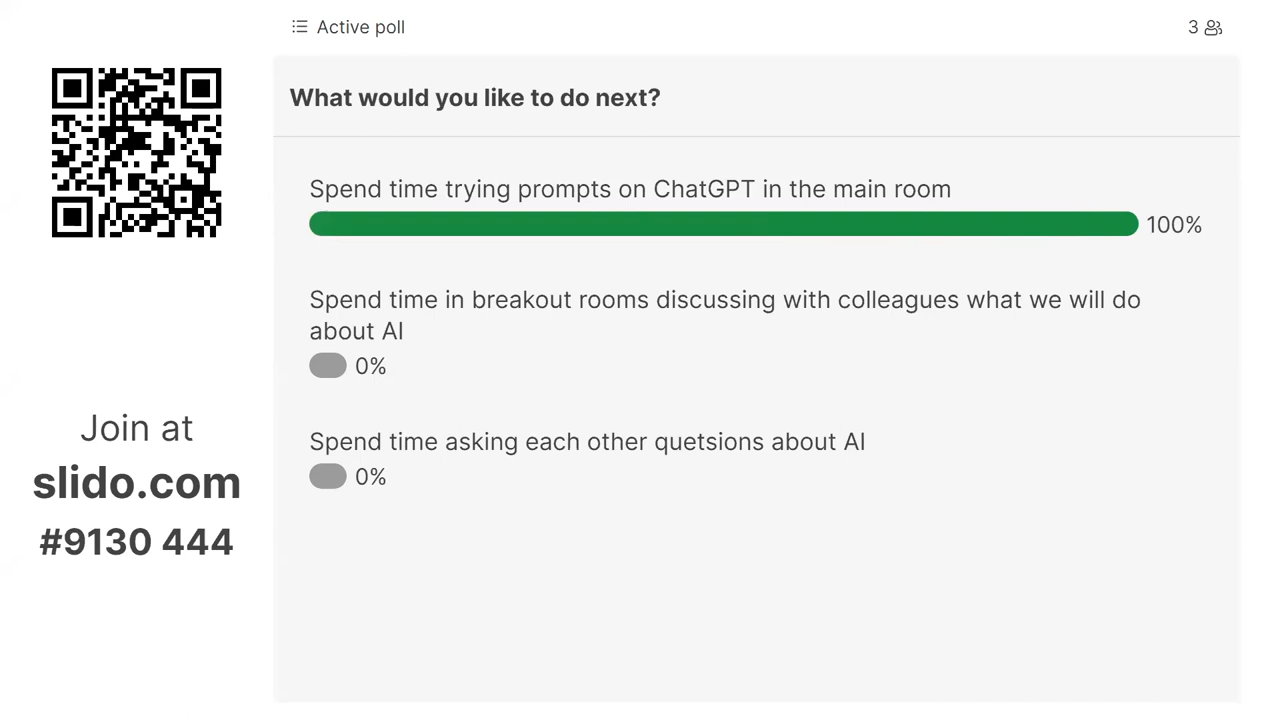 Active poll
3
What would you like to do next?
Spend time trying prompts on ChatGPT in the main room
100%
Spend time in breakout rooms discussing with colleagues what we will do
about AI
0%
Spend time asking each other quetsions about AI
0%
Join at
slido.com
#9130 444